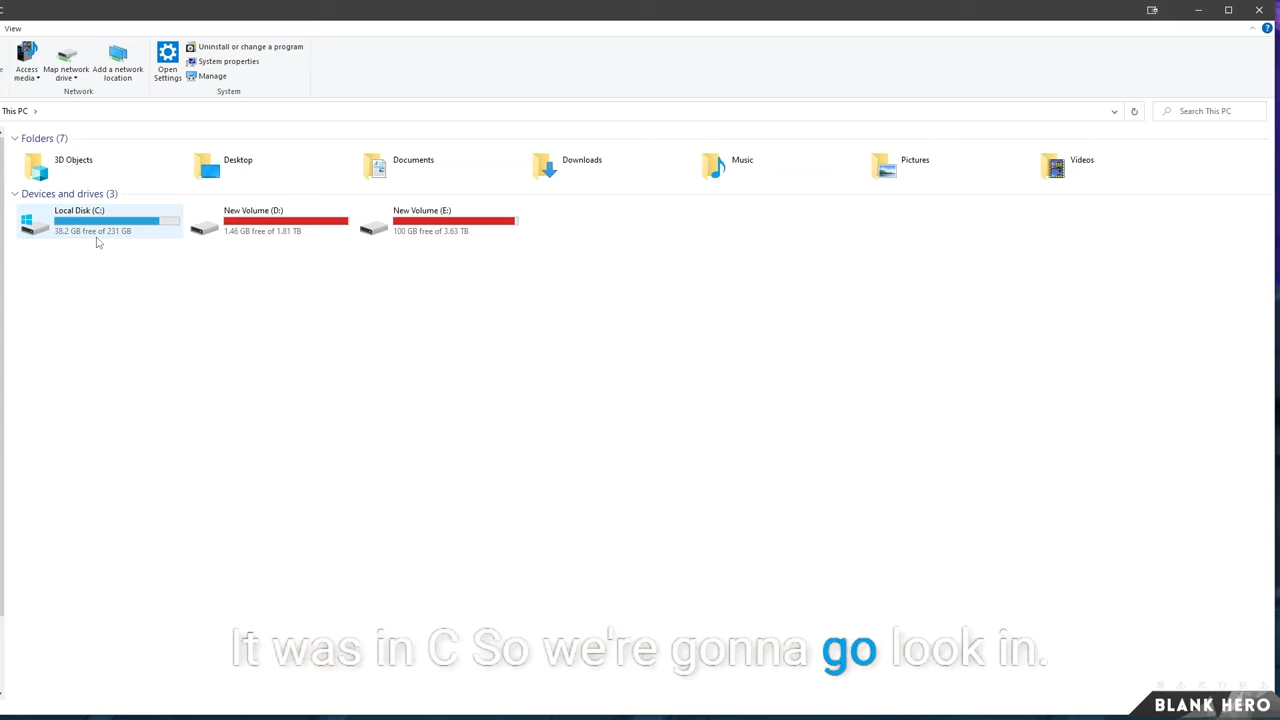 View
Access media
Map network drive
Add a network location
Open Settings
Uninstall or change a program
System properties
Manage
Network
System
This PC
Search This PC
Folders (7)
3D Objects
Desktop
Documents
Downloads
Music
Pictures
Videos
Devices and drives (3)
Local Disk (C:)
38.2 GB free of 231 GB
New Volume (D:)
1.46 GB free of 1.81 TB
New Volume (E:)
100 GB free of 3.63 TB
It was in C So we're gonna go look in.
BLANK HERO